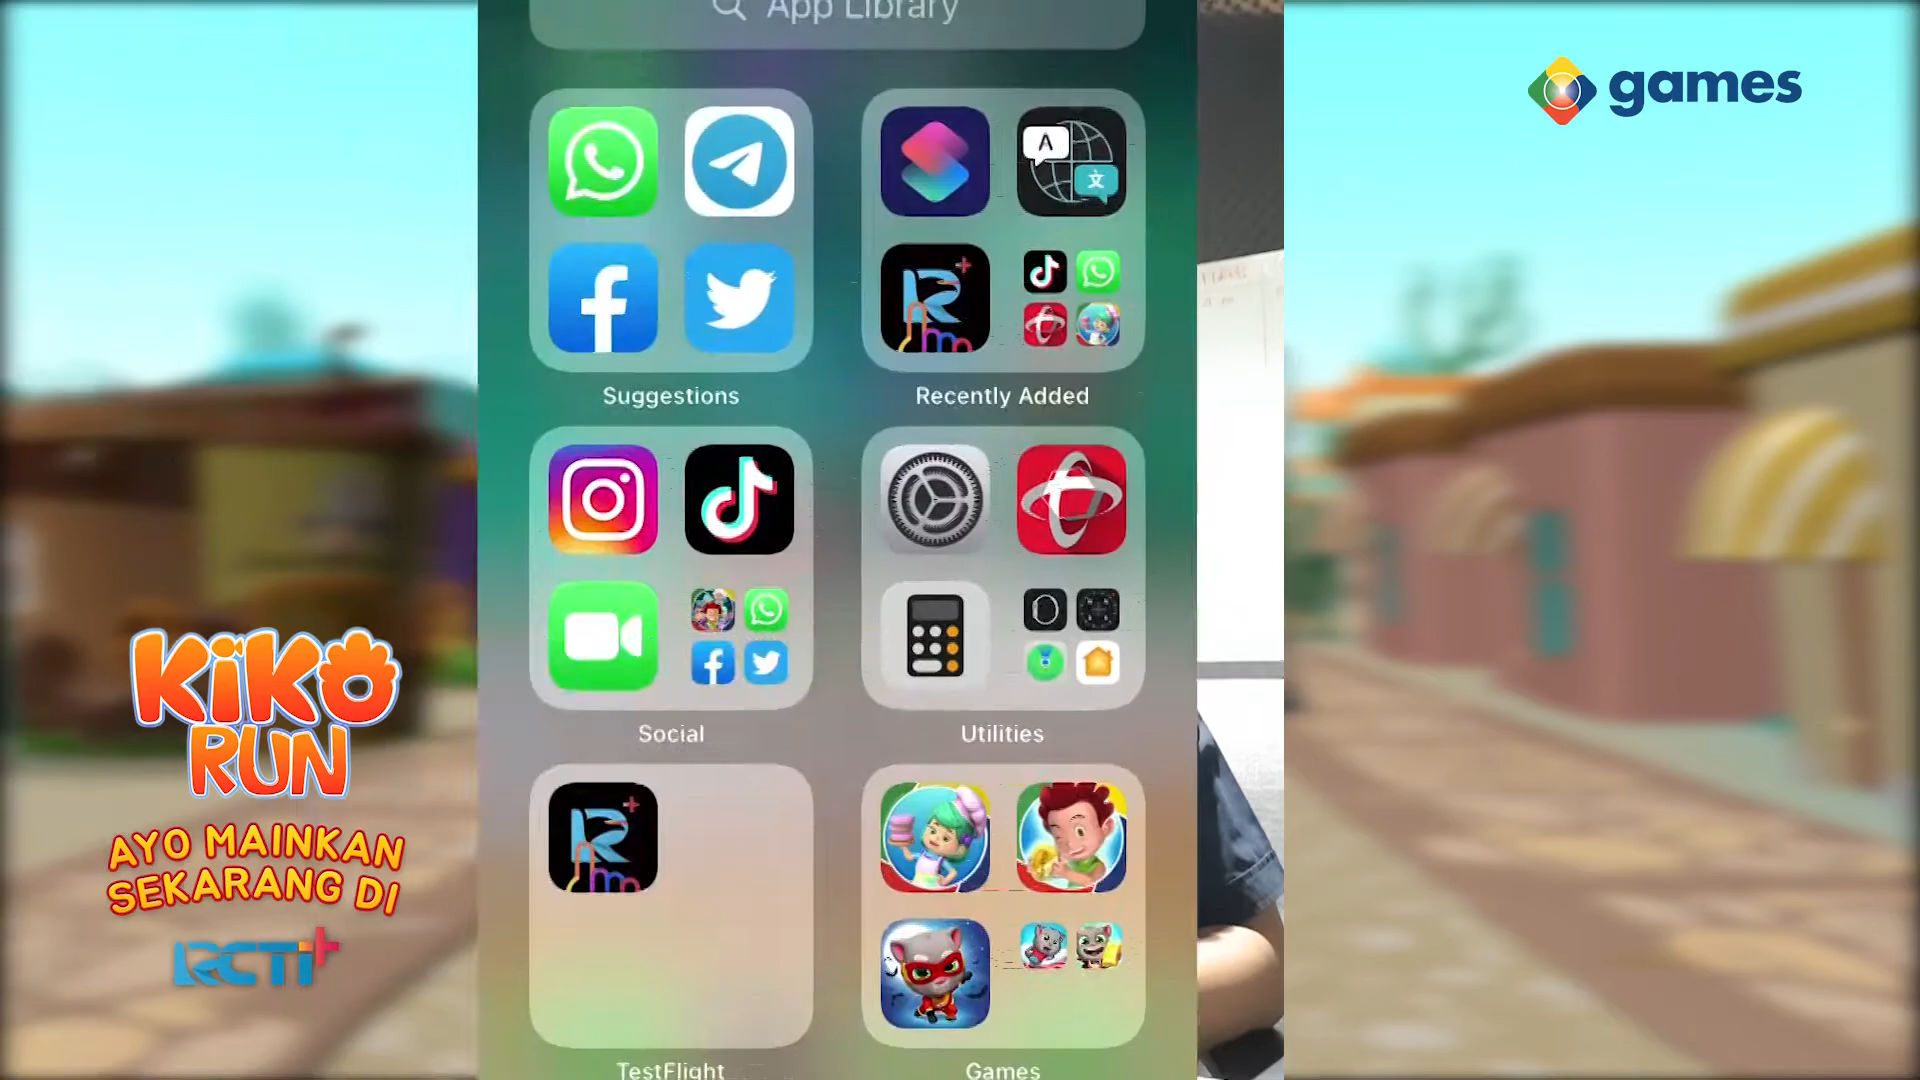 App Library
games
Suggestions
Recently Added
Social
Utilities
TestFlight
Games
KIKO
RUN
AYO MAINKAN
SEKARANG DI
RCTI+